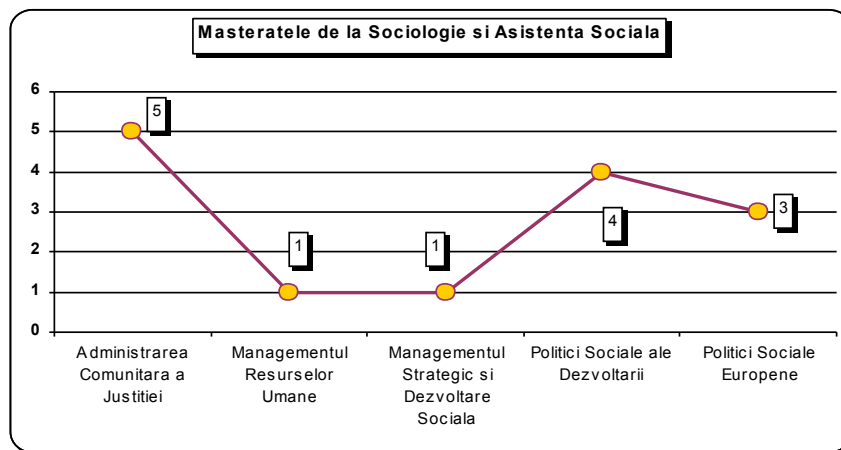 Masteratele de la Sociologie si Asistenta Sociala
6
5
4
3
2
1
0
5
1
1
4
3
Administrarea
Comunitara a
Justitiei
Managementul
Resurselor
Umane
Managementul
Strategic si
Dezvoltare
Sociala
Politici Sociale ale
Dezvoltarii
Politici Sociale
Europene